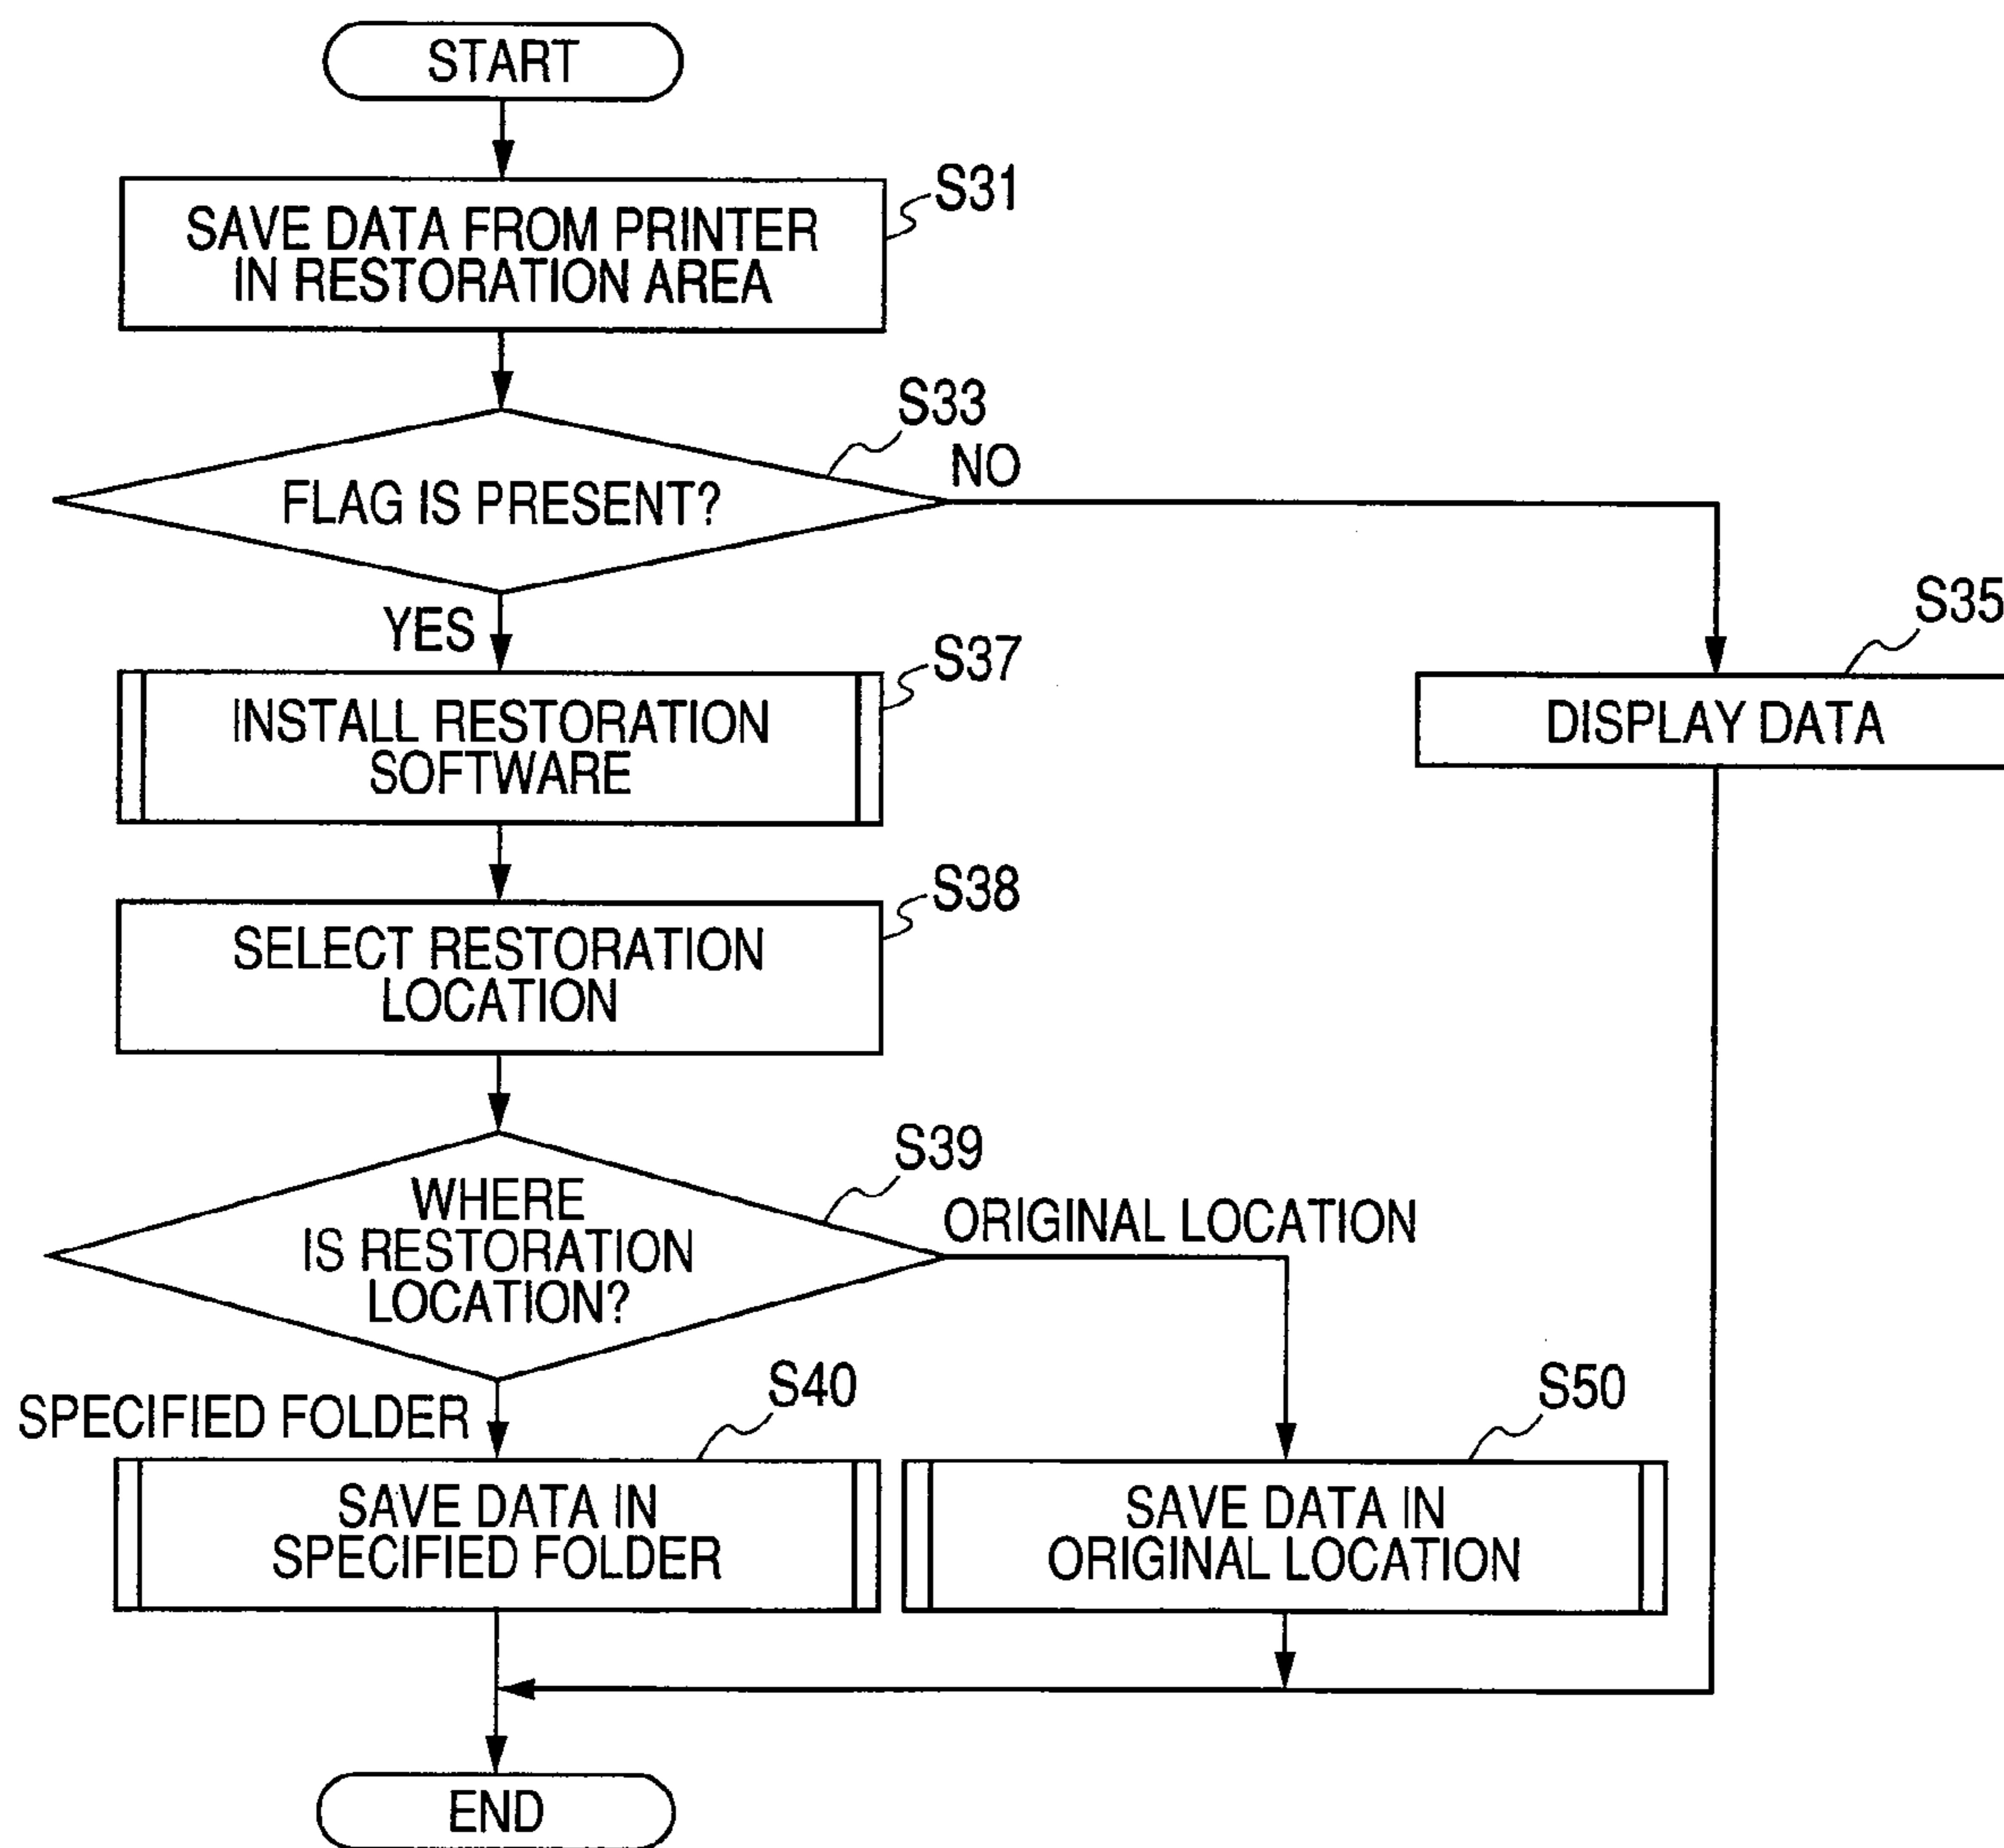 START
S31
SAVE DATA FROM PRINTER
IN RESTORATION AREA
S33
NO
FLAG IS PRESENT?
YES
S35
DISPLAY DATA
S37
INSTALL RESTORATION
SOFTWARE
S38
SELECT RESTORATION
LOCATION
S39
WHERE
IS RESTORATION
LOCATION?
ORIGINAL LOCATION
SPECIFIED FOLDER
S40
SAVE DATA IN
SPECIFIED FOLDER
S50
SAVE DATA IN
ORIGINAL LOCATION
END